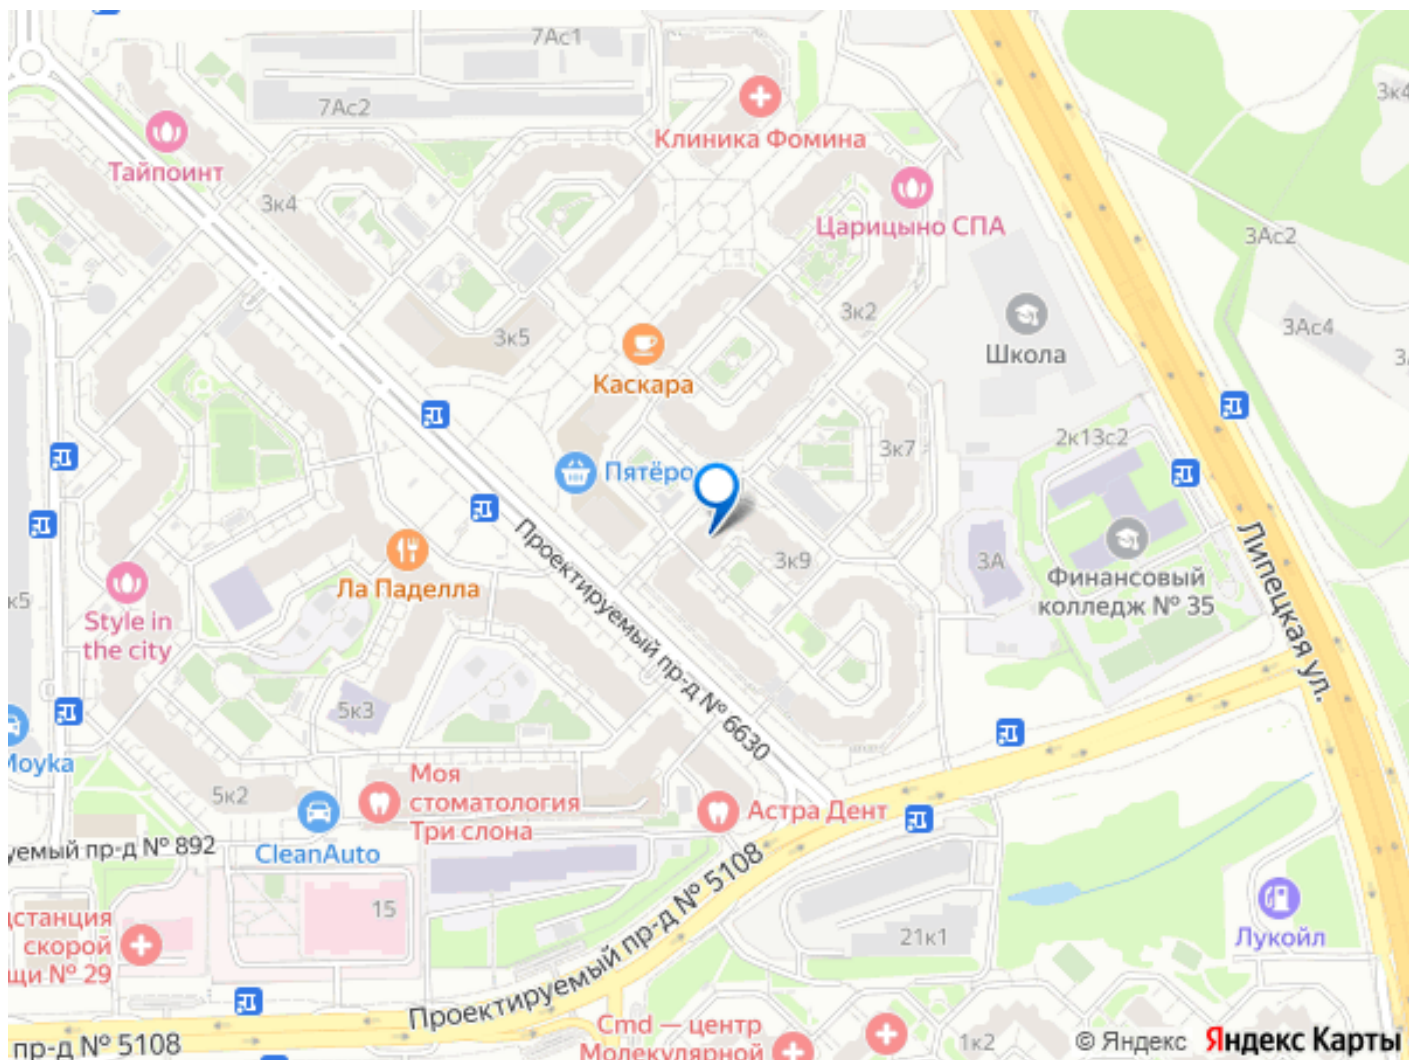 7Ас1
7Ас2
3к4
Клиника Фомина
Тайпоинт
3к4
Царицыно СПА
3Ас2
3к2
3Ас4
3к5
Школа
Каскара
2к13с2
3к7
Пятёро
Проектируемый пр-д № 6630
Липецкая ул.
3к9
3А
Ла Паделла
Финансовый
колледж № 35
к5
Style in
the city
5к3
Moyka
5к2
Моя
стоматология
Три слона
Астра Дент
уемый пр-д № 892
CleanAuto
Проектируемый пр-д № 5108
15
дстанция
скорой
щи № 29
21к1
Лукойл
Cmd — центр
Молекулярной
1к2
пр-д № 5108
© Яндекс Яндекс Карты